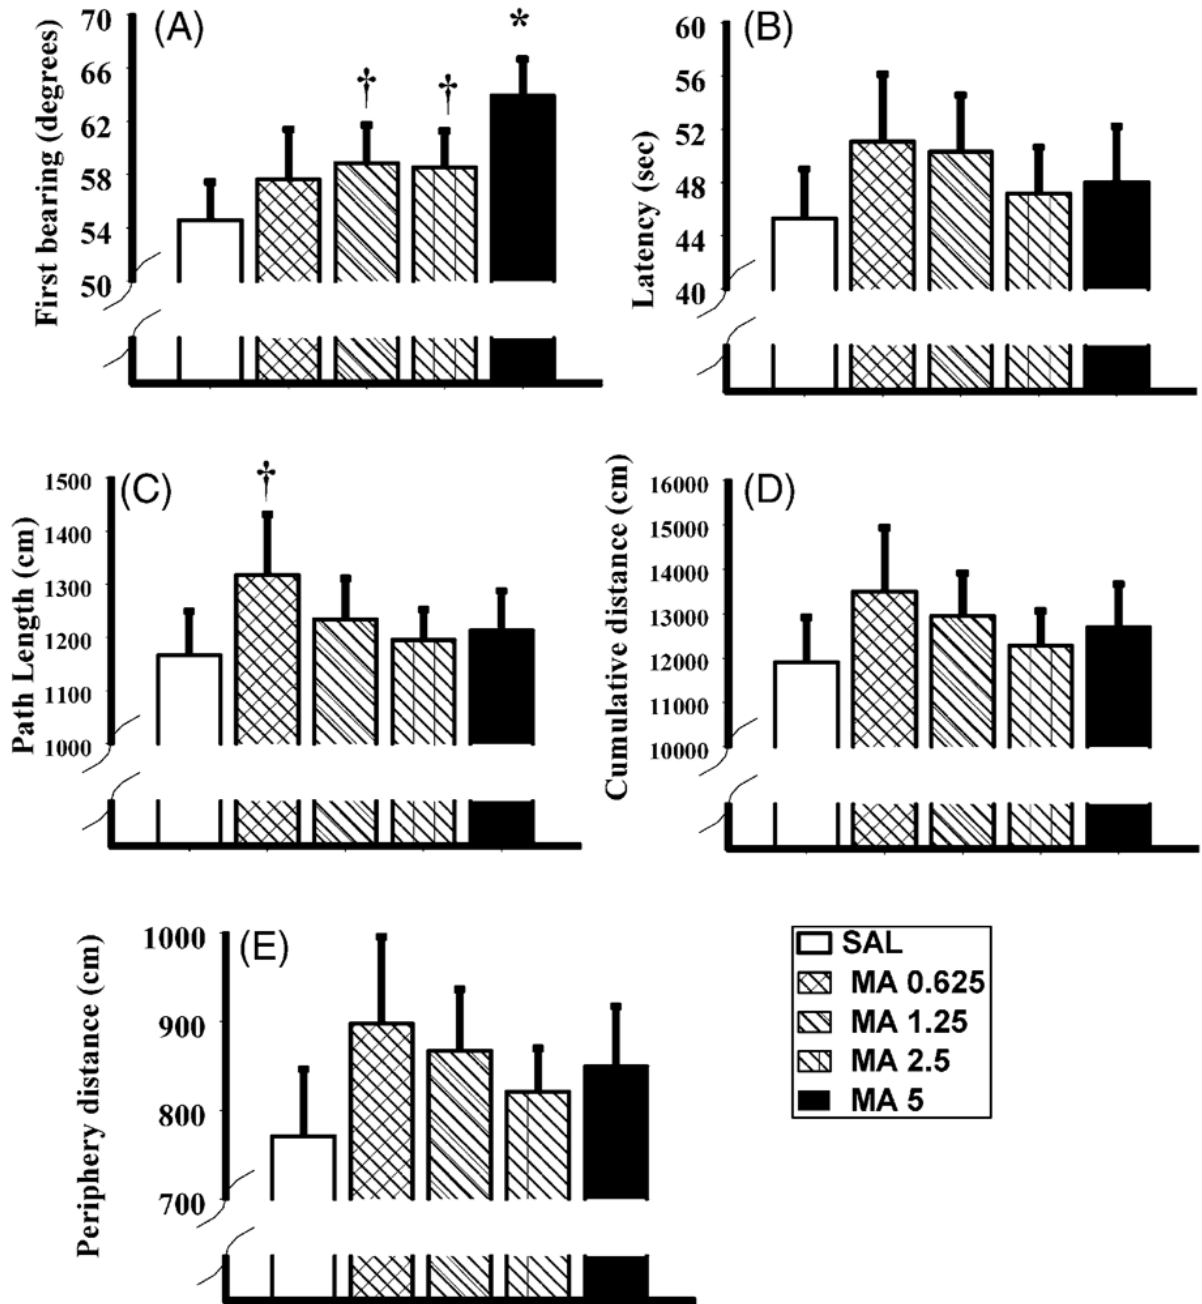 (A)
*
†
†
First bearing (degrees)
70
66
62
58
54
50
(B)
Latency (sec)
60
56
52
48
44
40
(C)
†
Path Length (cm)
1500
1400
1300
1200
1100
1000
(D)
Cumulative distance (cm)
16000
15000
14000
13000
12000
11000
10000
(E)
Periphery distance (cm)
1000
900
800
700
SAL
MA 0.625
MA 1.25
MA 2.5
MA 5